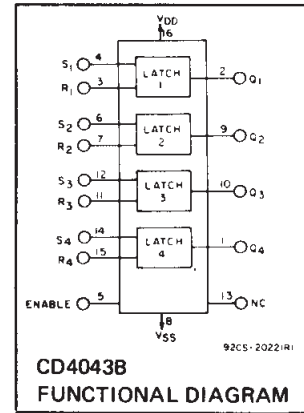 VDD
16
S1 4
R1 3
LATCH
1
2 Q1
S2 6
R2 7
LATCH
2
9 Q2
S3 12
R3 11
LATCH
3
10 Q3
S4 14
R4 15
LATCH
4
1 Q4
ENABLE 5
13 NC
8
VSS
92CS-20221R1
CD4043B
FUNCTIONAL DIAGRAM